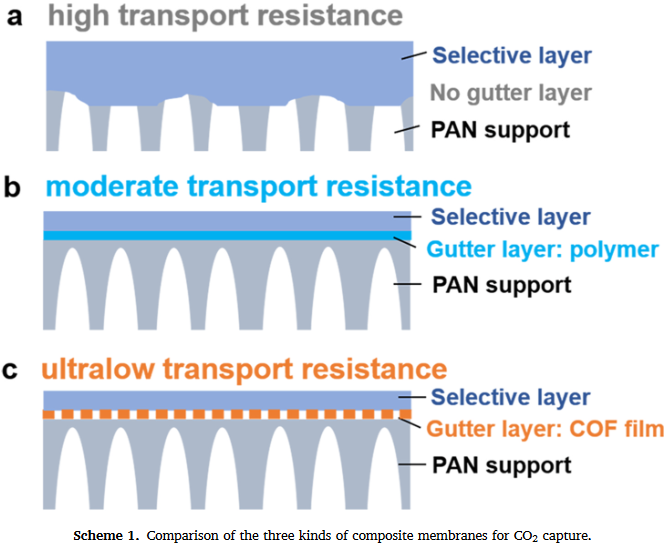 a high transport resistance
Selective layer
No gutter layer
PAN support
b moderate transport resistance
Selective layer
Gutter layer: polymer
PAN support
c ultralow transport resistance
Selective layer
Gutter layer: COF film
PAN support
Scheme 1. Comparison of the three kinds of composite membranes for CO₂ capture.